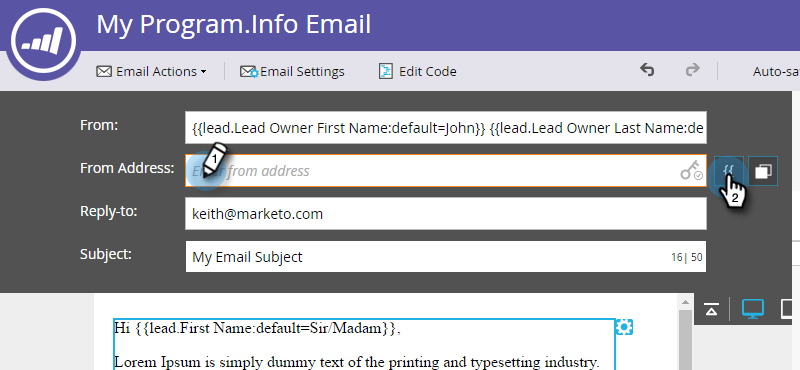 My Program.Info Email
Email Actions Email Settings Edit Code Auto-sa
From: {{lead.Lead Owner First Name:default=John}} {{lead.Lead Owner Last Name:de
From Address: Enter from address {{
1
2
Reply-to: keith@marketo.com
Subject: My Email Subject 16| 50
Hi {{lead.First Name:default=Sir/Madam}},
Lorem Ipsum is simply dummy text of the printing and typesetting industry.